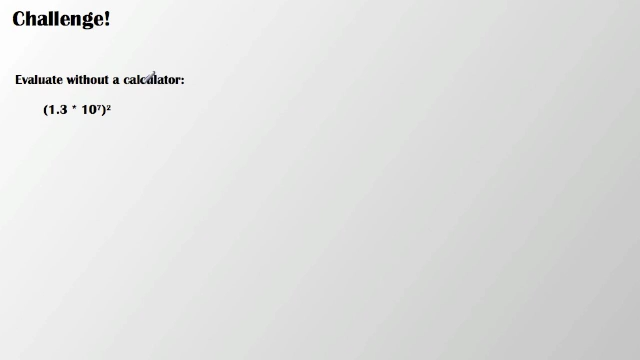 Challenge!
Evaluate without a calculator:
(1.3 * 10⁷)²